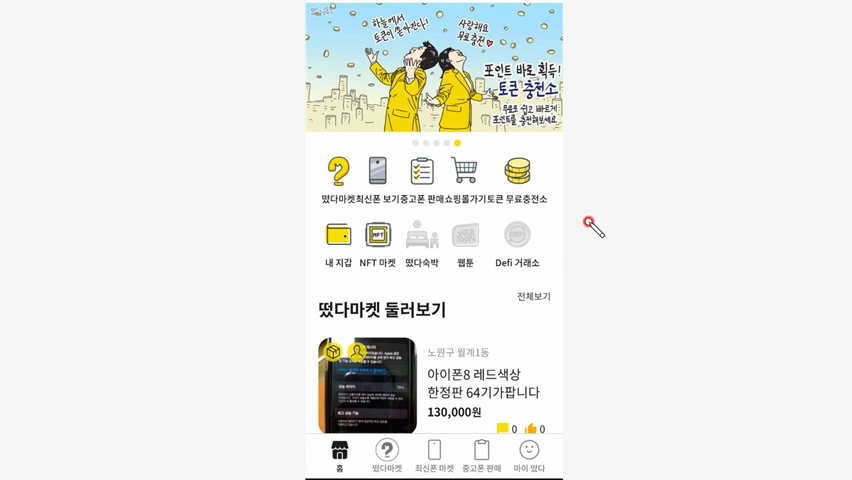 하늘에서
토큰이 쏟아진다!
사랑해요
무료충전
포인트 바로 획득!
토큰 충전소
무료로 쉽고 빠르게
포인트를 충전해보세요
떴다마켓 최신폰 보기 중고폰 판매 쇼핑몰가기 토큰 무료충전소
NFT
내 지갑 NFT 마켓 떴다숙박 웹툰 Defi 거래소
전체보기
떴다마켓 둘러보기
노원구 월계1동
아이폰8 레드색상
한정판 64기가팝니다
130,000원
0 0
홈 떴다마켓 최신폰 마켓 중고폰 판매 마이 떴다